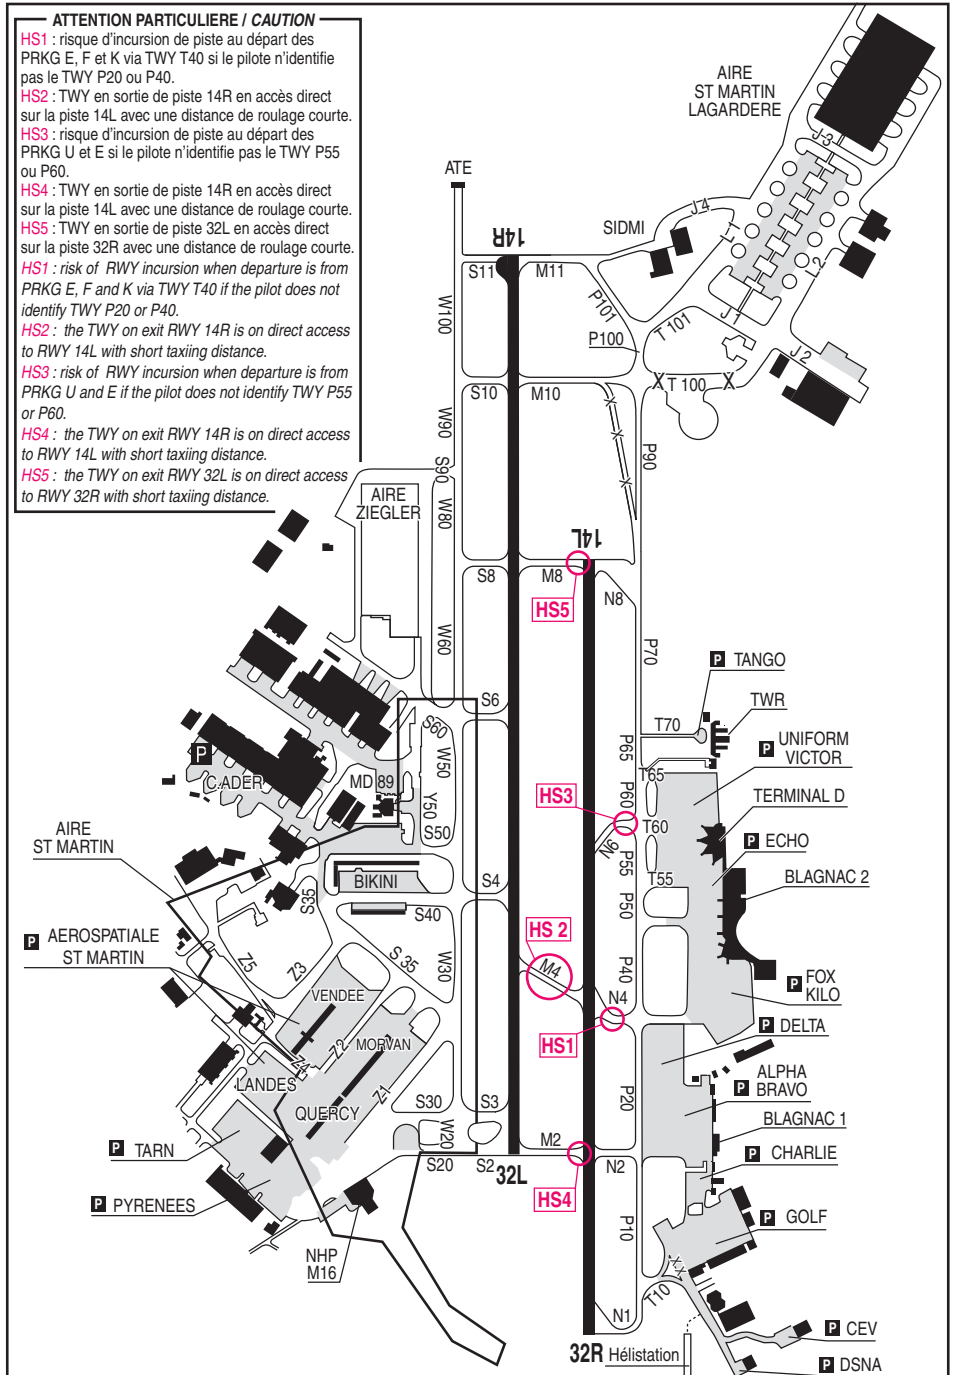 ATTENTION PARTICULIERE / CAUTION
HS1 : risque d'incursion de piste au départ des
PRKG E, F et K via TWY T40 si le pilote n'identifie
pas le TWY P20 ou P40.
HS2 : TWY en sortie de piste 14R en accès direct
sur la piste 14L avec une distance de roulage courte.
HS3 : risque d'incursion de piste au départ des
PRKG U et E si le pilote n'identifie pas le TWY P55
ou P60.
HS4 : TWY en sortie de piste 14R en accès direct
sur la piste 14L avec une distance de roulage courte.
HS5 : TWY en sortie de piste 32L en accès direct
sur la piste 32R avec une distance de roulage courte.
HS1 : risk of RWY incursion when departure is from
PRKG E, F and K via TWY T40 if the pilot does not
identify TWY P20 or P40.
HS2 : the TWY on exit RWY 14R is on direct access
to RWY 14L with short taxiing distance.
HS3 : risk of RWY incursion when departure is from
PRKG U and E if the pilot does not identify TWY P55
or P60.
HS4 : the TWY on exit RWY 14R is on direct access
to RWY 14L with short taxiing distance.
HS5 : the TWY on exit RWY 32L is on direct access
to RWY 32R with short taxiing distance.
AIRE
ST MARTIN
LAGARDERE
J3
ATE
J4
SIDMI
14R
L1
L2
S11
M11
P101
J1
W100
T 101
P100
J2
X T 100 X
S10
M10
W90
P90
S90
AIRE
ZIEGLER
W80
14L
S8
M8
HS5
N8
W60
P70
P TANGO
S6
TWR
S60
T70
P UNIFORM
VICTOR
W50
P65
P
C.ADER
MD 89
T65
HS3
P60
TERMINAL D
Y50
AIRE
ST MARTIN
S50
T60
N6
P ECHO
P55
BIKINI
S4
T55
BLAGNAC 2
S35
P50
S40
HS 2
P AEROSPATIALE
ST MARTIN
S 35
W30
Z5
Z3
M4
P40
P FOX
KILO
VENDEE
N4
P DELTA
Z2
MORVAN
HS1
Z4
LANDES
ALPHA
P BRAVO
Z1
QUERCY
S30
S3
P20
BLAGNAC 1
W20
M2
P TARN
P CHARLIE
S20
S2
32L
N2
P PYRENEES
HS4
P10
P GOLF
NHP
M16
XX
T10
N1
P CEV
32R
Hélistation
P DSNA